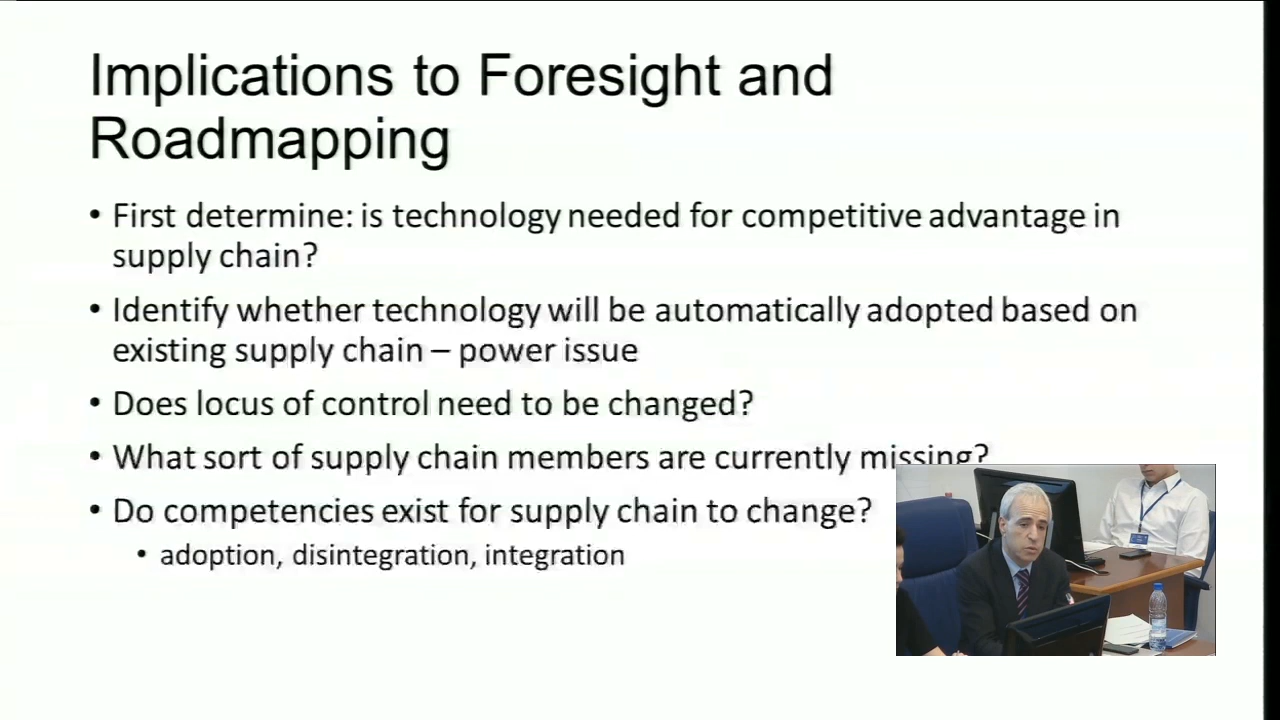 Implications to Foresight and
Roadmapping
• First determine: is technology needed for competitive advantage in
supply chain?
• Identify whether technology will be automatically adopted based on
existing supply chain – power issue
• Does locus of control need to be changed?
• What sort of supply chain members are currently missing?
• Do competencies exist for supply chain to change?
• adoption, disintegration, integration